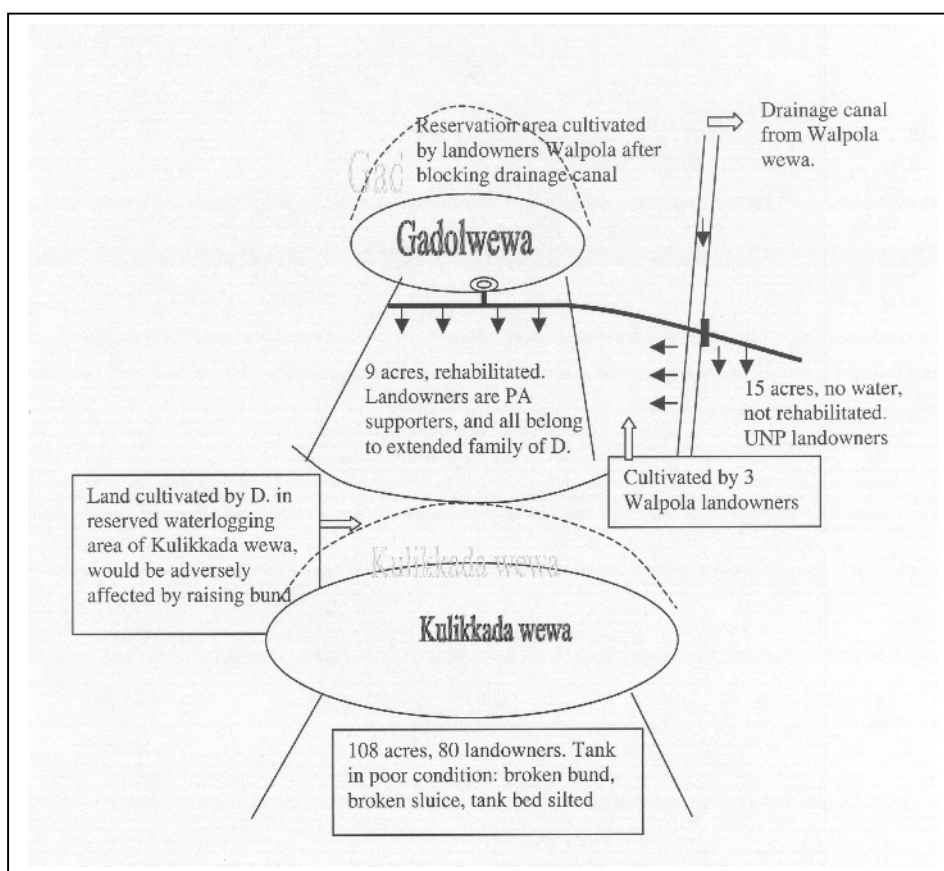 Drainage canal
from Walpola
wewa.
Reservation area cultivated
by landowners Walpola after
blocking drainage canal
Gad
Gadolwewa
9 acres, rehabilitated.
Landowners are PA
supporters, and all belong
to extended family of D.
15 acres, no water,
not rehabilitated.
UNP landowners
Cultivated by 3
Walpola landowners
Land cultivated by D. in
reserved waterlogging
area of Kulikkada wewa,
would be adversely
affected by raising bund
Kulikkada wewa
Kulikkada wewa
108 acres, 80 landowners. Tank
in poor condition: broken bund,
broken sluice, tank bed silted